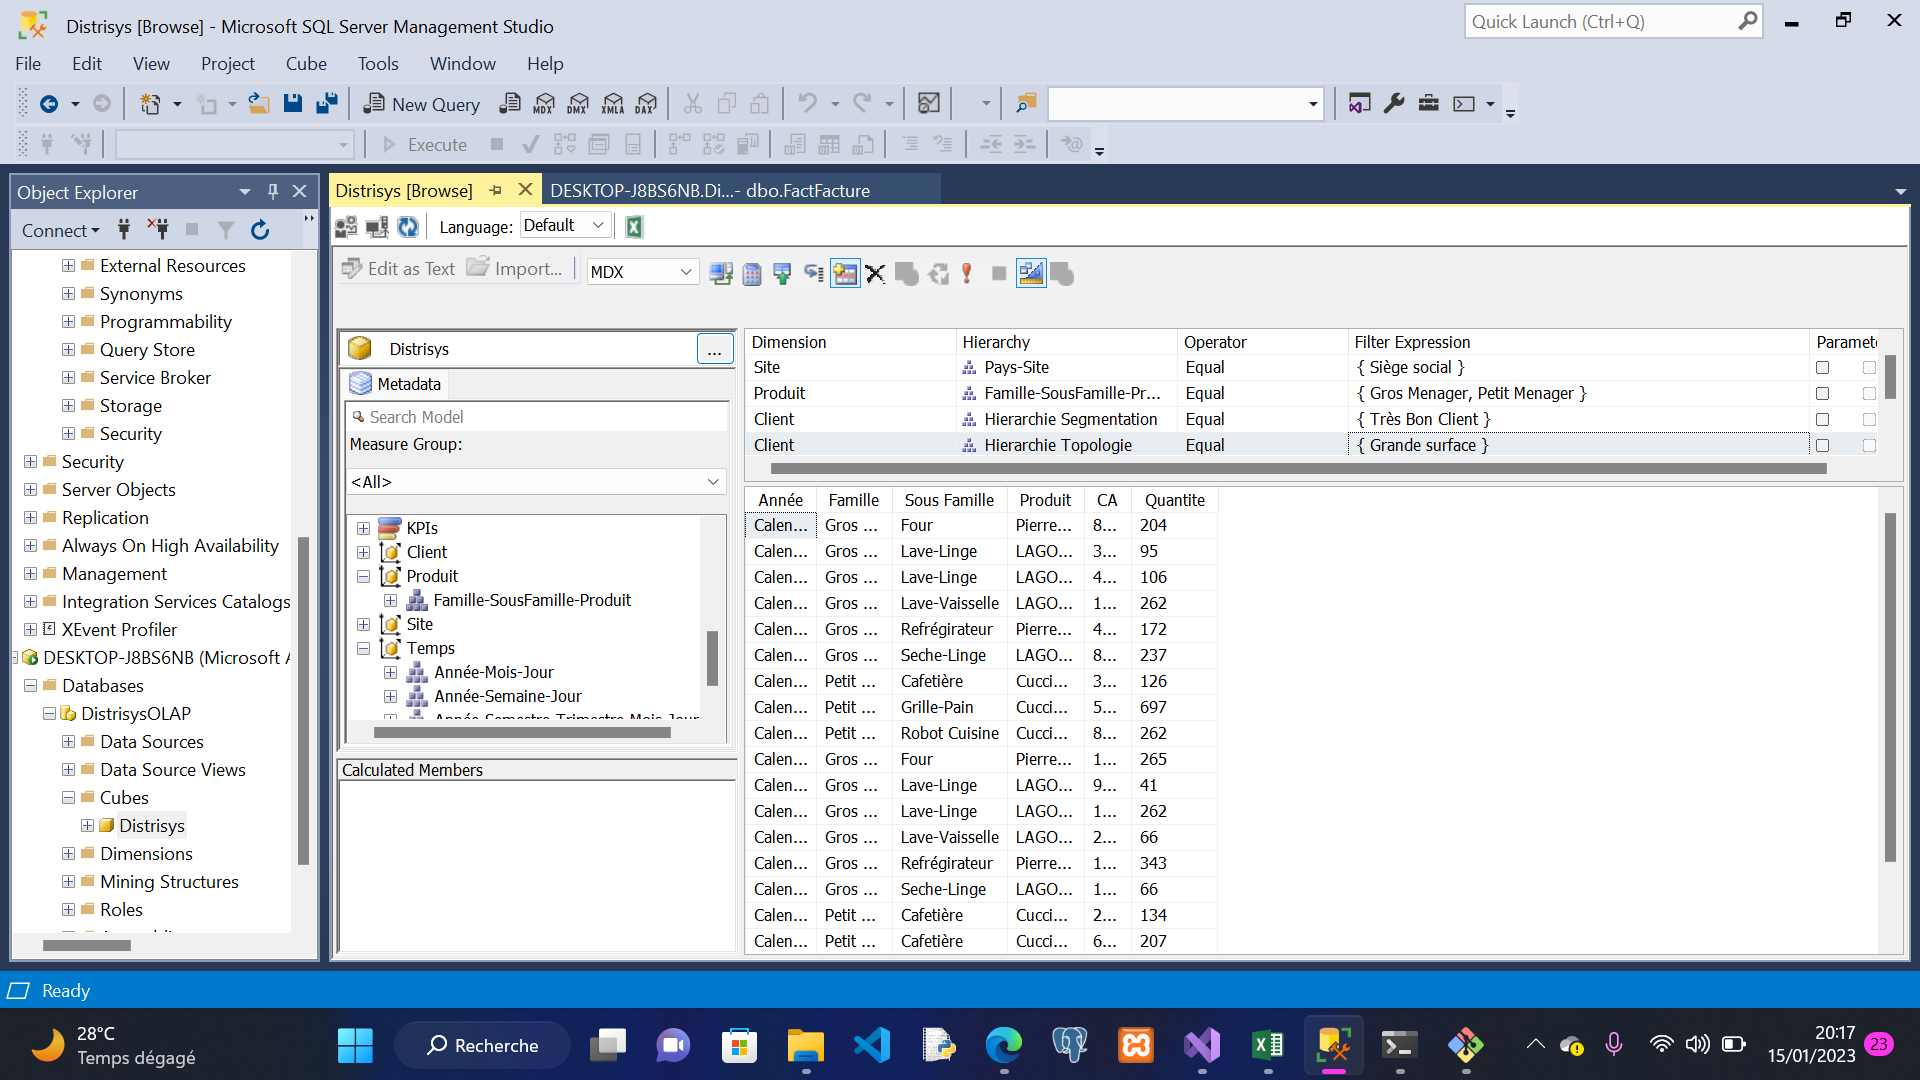 Distrisys [Browse] - Microsoft SQL Server Management Studio
Quick Launch (Ctrl+Q)
File Edit View Project Cube Tools Window Help
New Query MDX DMX XMLA DAX
Execute
Object Explorer
Connect
External Resources
Synonyms
Programmability
Query Store
Service Broker
Storage
Security
Security
Server Objects
Replication
Always On High Availability
Management
Integration Services Catalogs
XEvent Profiler
DESKTOP-J8BS6NB (Microsoft A
Databases
DistrisysOLAP
Data Sources
Data Source Views
Cubes
Distrisys
Dimensions
Mining Structures
Roles
Distrisys [Browse]
DESKTOP-J8BS6NB.Di...- dbo.FactFacture
Language: Default
Edit as Text Import... MDX
Distrisys ...
Metadata
Search Model
Measure Group:
<All>
KPIs
Client
Produit
Famille-SousFamille-Produit
Site
Temps
Année-Mois-Jour
Année-Semaine-Jour
Année-Semestre-Trimestre-Mois-Jour
Calculated Members
Dimension Hierarchy Operator Filter Expression Paramete
Site Pays-Site Equal { Siège social }
Produit Famille-SousFamille-Pr... Equal { Gros Menager, Petit Menager }
Client Hierarchie Segmentation Equal { Très Bon Client }
Client Hierarchie Topologie Equal { Grande surface }
Année Famille Sous Famille Produit CA Quantite
Calen... Gros ... Four Pierre... 8... 204
Calen... Gros ... Lave-Linge LAGO... 3... 95
Calen... Gros ... Lave-Linge LAGO... 4... 106
Calen... Gros ... Lave-Vaisselle LAGO... 1... 262
Calen... Gros ... Refrégirateur Pierre... 4... 172
Calen... Gros ... Seche-Linge LAGO... 8... 237
Calen... Petit ... Cafetière Cucci... 3... 126
Calen... Petit ... Grille-Pain Cucci... 5... 697
Calen... Petit ... Robot Cuisine Cucci... 8... 262
Calen... Gros ... Four Pierre... 1... 265
Calen... Gros ... Lave-Linge LAGO... 9... 41
Calen... Gros ... Lave-Linge LAGO... 1... 262
Calen... Gros ... Lave-Vaisselle LAGO... 2... 66
Calen... Gros ... Refrégirateur Pierre... 1... 343
Calen... Gros ... Seche-Linge LAGO... 1... 66
Calen... Petit ... Cafetière Cucci... 2... 134
Calen... Petit ... Cafetière Cucci... 6... 207
Ready
28°C
Temps dégagé
Recherche
20:17
15/01/2023
23